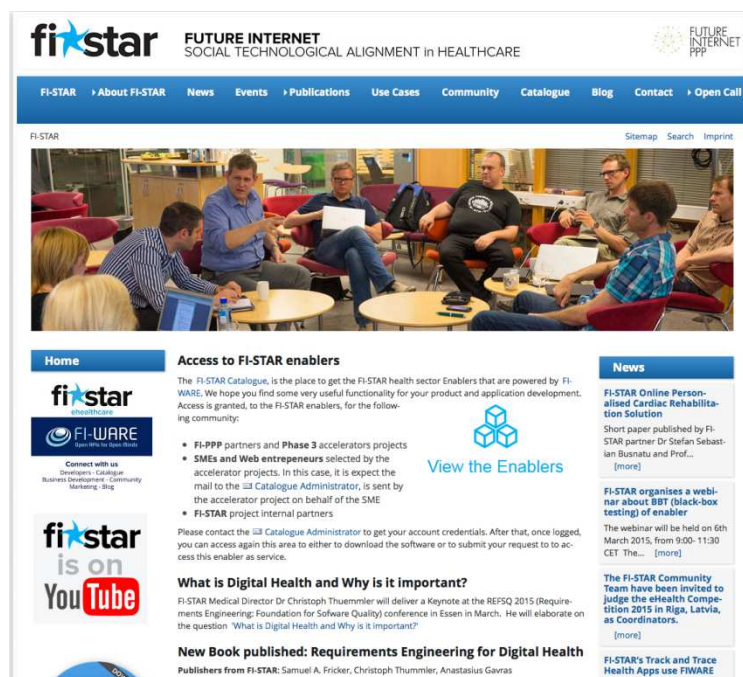 fi★star
FUTURE INTERNET
SOCIAL TECHNOLOGICAL ALIGNMENT in HEALTHCARE
FUTURE
INTERNET
PPP
FI-STAR
About FI-STAR
News
Events
Publications
Use Cases
Community
Catalogue
Blog
Contact
Open Call
FI-STAR
Sitemap Search Imprint
Home
fi★star
ehealthcare
FI-WARE
Open APIs for Open Minds
Connect with us
Developers - Catalogue
Business Development - Community
Marketing - Blog
fi★star
is on
YouTube
Access to FI-STAR enablers
The FI-STAR Catalogue, is the place to get the FI-STAR health sector Enablers that are powered by FI-
WARE. We hope you find some very useful functionality for your product and application development.
Access is granted, to the FI-STAR enablers, for the follow-
ing community:
• FI-PPP partners and Phase 3 accelerators projects
• SMEs and Web entrepeneurs selected by the
accelerator projects. In this case, it is expect the
mail to the Catalogue Administrator, is sent by
the accelerator project on behalf of the SME
• FI-STAR project internal partners
View the Enablers
Please contact the Catalogue Administrator to get your account credentials. After that, once logged,
you can access again this area to either to download the software or to submit your request to to ac-
cess this enabler as service.
What is Digital Health and Why is it important?
FI-STAR Medical Director Dr Christoph Thuemmler will deliver a Keynote at the REFSQ 2015 (Require-
ments Engineering: Foundation for Sofware Quality) conference in Essen in March. He will elaborate on
the question 'What is Digital Health and Why is it important?'
New Book published: Requirements Engineering for Digital Health
Publishers from FI-STAR: Samuel A. Fricker, Christoph Thummler, Anastasius Gavras
News
FI-STAR Online Person-
alised Cardiac Rehabilita-
tion Solution
Short paper published by FI-
STAR partner Dr Stefan Sebast-
ian Busnatu and Prof...
[more]
FI-STAR organises a webi-
nar about BBT (black-box
testing) of enabler
The webinar will be held on 6th
March 2015, from 9:00- 11:30
CET The... [more]
The FI-STAR Community
Team have been invited to
judge the eHealth Compe-
tition 2015 in Riga, Latvia,
as Coordinators.
[more]
FI-STAR's Track and Trace
Health Apps use FIWARE